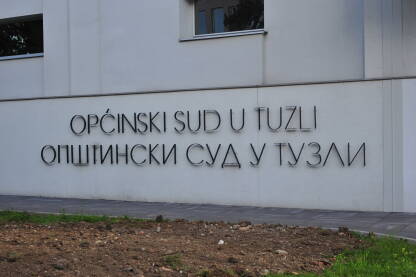 OPĆINSKI SUD U TUZLI
ОПШТИНСКИ СУД У ТУЗЛИ